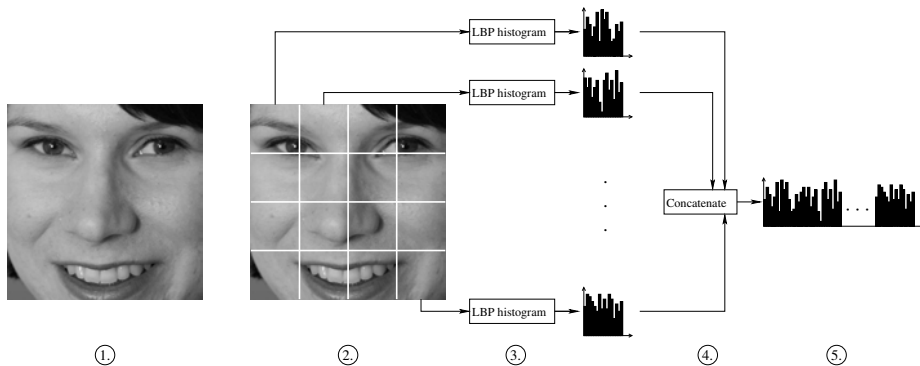 LBP histogram
LBP histogram
Concatenate
LBP histogram
1.
2.
3.
4.
5.